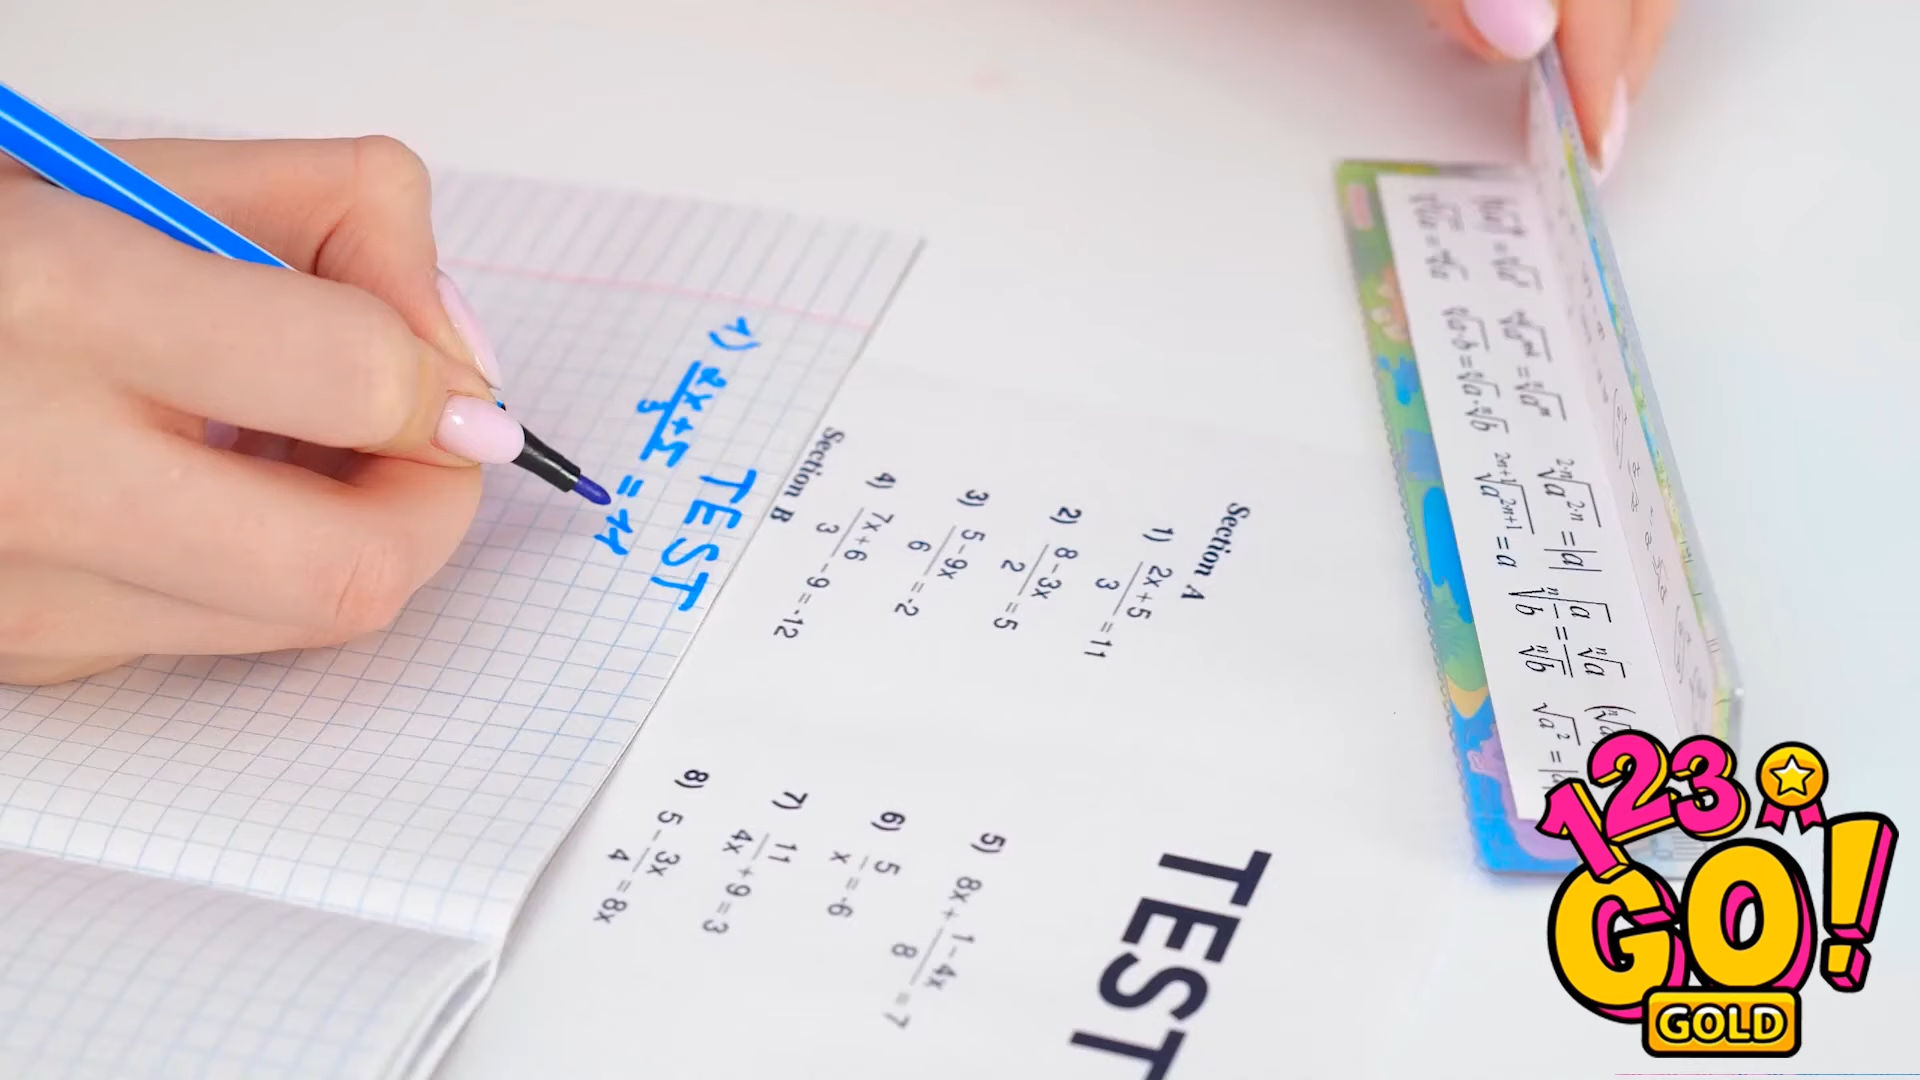 TEST
1) 2x+5/3 = 11
TEST
Section A
1) 2x+5/3 = 11
2) 8-3x/2 = 5
3) 5-9x/6 = -2
4) 7x+6/3 - 9 = -12
Section B
5) 8x + 1-4x/8 = 7
6) 5/x = -6
7) 11/4x + 9 = 3
8) 5 - 3x/4 = 8x
ⁿ√a·b = ⁿ√a·ⁿ√b
²ⁿ√a²ⁿ = |a|
²ⁿ⁺¹√a²ⁿ⁺¹ = a
ⁿ√a/b = ⁿ√a/ⁿ√b
√a² = |a|
123
GO!
GOLD